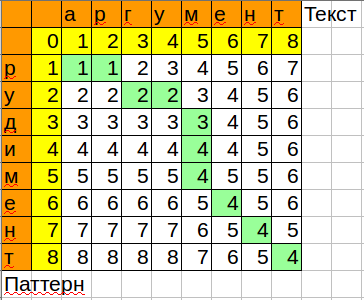 а р г у м е н т Текст
0 1 2 3 4 5 6 7 8
р 1 1 1 2 3 4 5 6 7
у 2 2 2 2 2 3 4 5 6
д 3 3 3 3 3 3 4 5 6
и 4 4 4 4 4 4 4 5 6
м 5 5 5 5 5 4 5 5 6
е 6 6 6 6 6 5 4 5 6
н 7 7 7 7 7 6 5 4 5
т 8 8 8 8 8 7 6 5 4
Паттерн